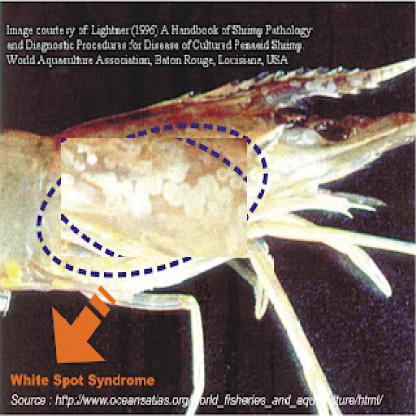 Image courtesy of: Lightner (1996) A Handbook of Shrimp Pathology
and Diagnostic Procedures for Disease of Cultured Penaeid Shrimp.
World Aquaculture Association, Baton Rouge, Louisiana, USA
White Spot Syndrome
Source : http://www.oceansatlas.org/world_fisheries_and_aquaculture/html/